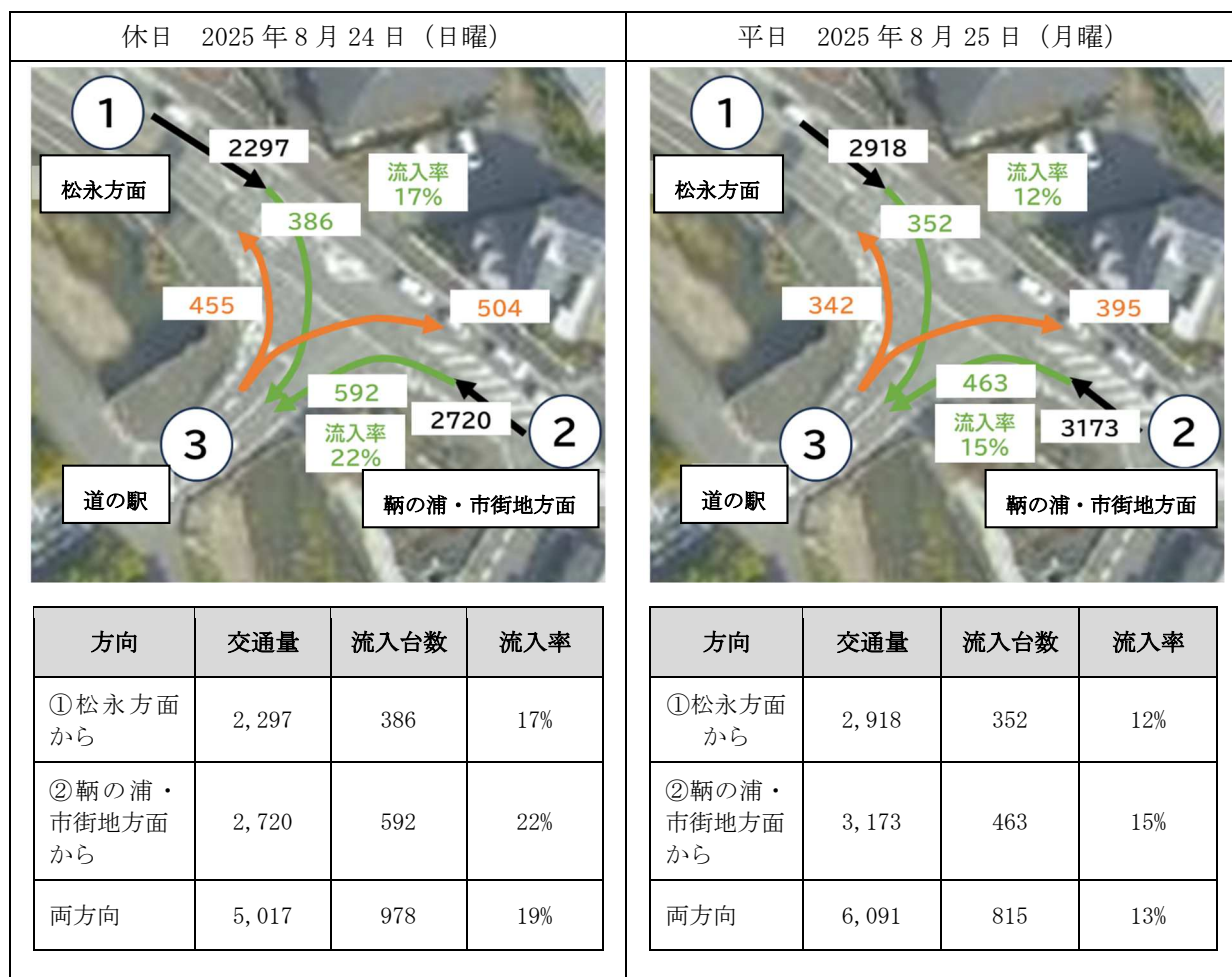 休日 2025年8月24日（日曜）
①
松永方面
2297
流入率
17%
386
455
504
592
流入率
22%
2720
②
③
道の駅
鞆の浦・市街地方面
方向 交通量 流入台数 流入率
①松永方面
から
2,297 386 17%
②鞆の浦・
市街地方面
から
2,720 592 22%
両方向 5,017 978 19%
平日 2025年8月25日（月曜）
①
松永方面
2918
流入率
12%
352
342
395
463
流入率
15%
3173
②
③
道の駅
鞆の浦・市街地方面
方向 交通量 流入台数 流入率
①松永方面
から
2,918 352 12%
②鞆の浦・
市街地方面
から
3,173 463 15%
両方向 6,091 815 13%